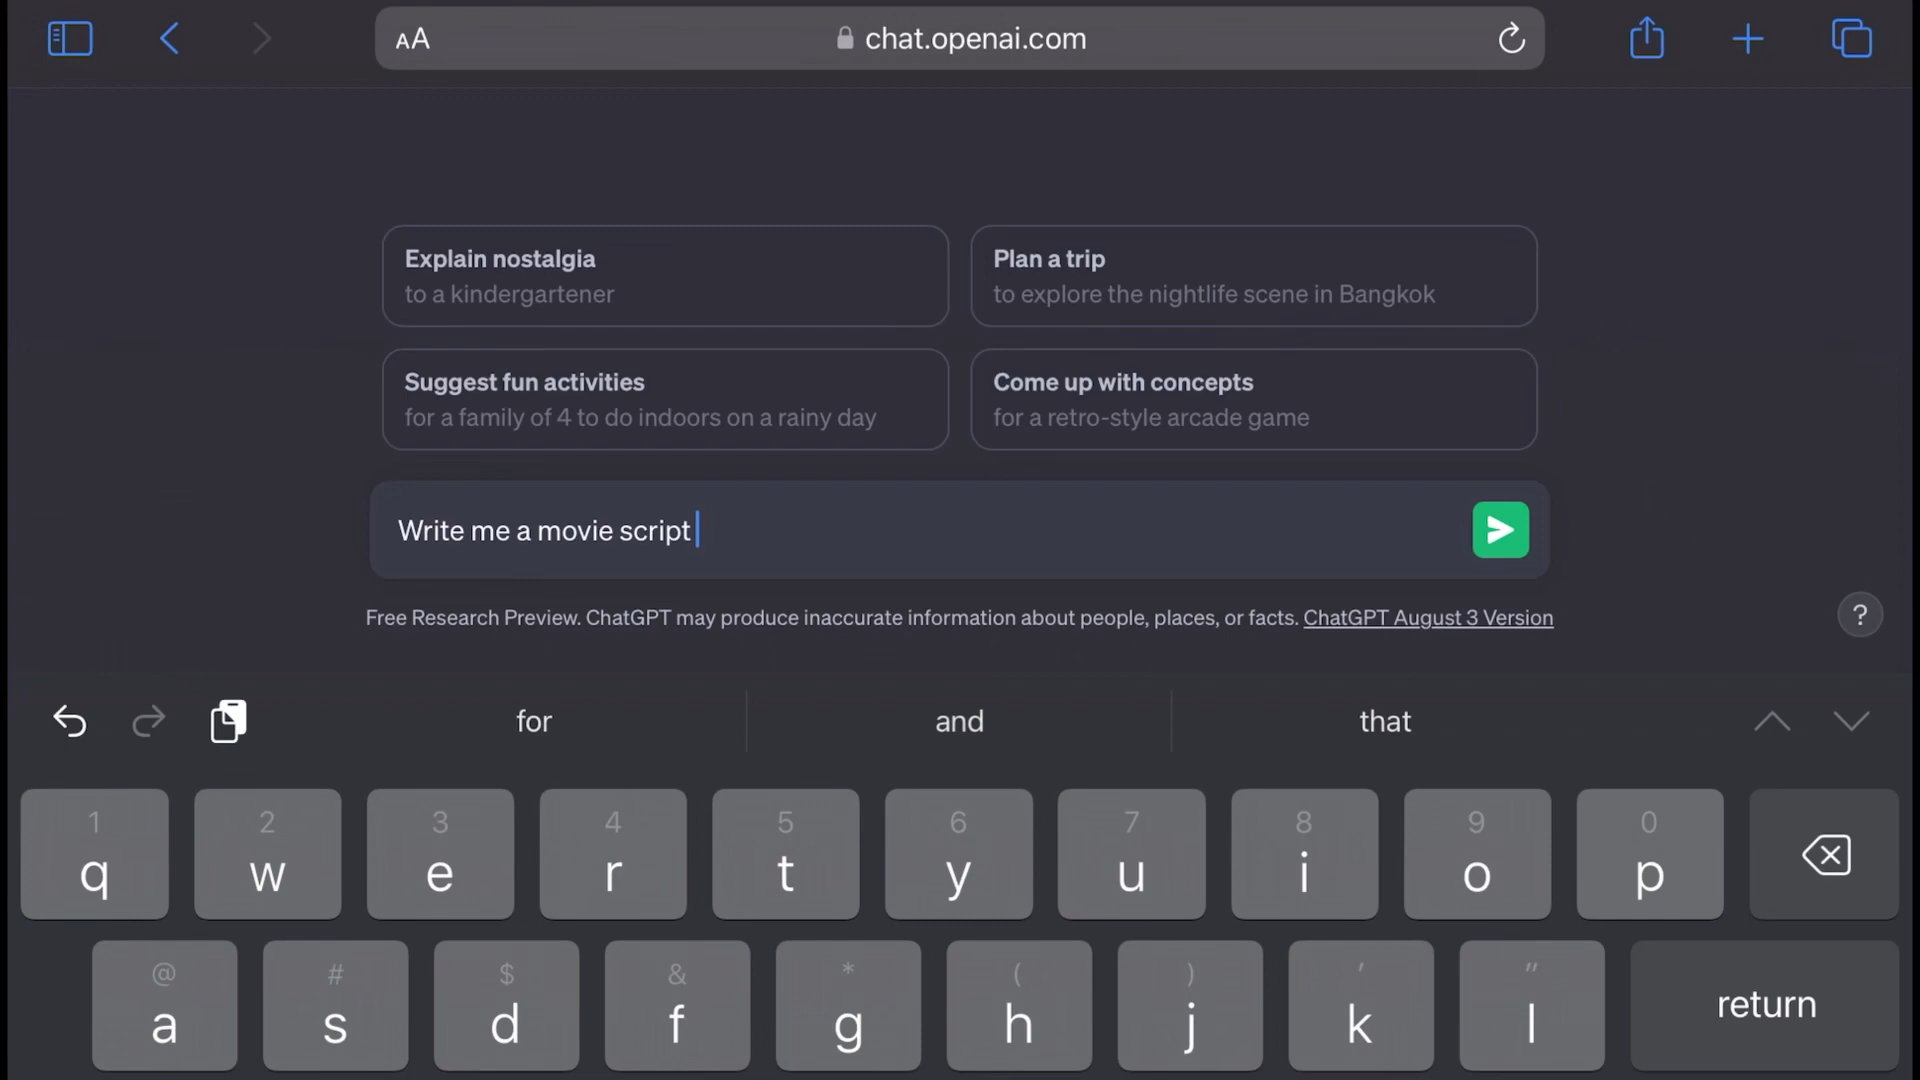 AA
chat.openai.com
Explain nostalgia
to a kindergartener
Plan a trip
to explore the nightlife scene in Bangkok
Suggest fun activities
for a family of 4 to do indoors on a rainy day
Come up with concepts
for a retro-style arcade game
Write me a movie script
Free Research Preview. ChatGPT may produce inaccurate information about people, places, or facts. ChatGPT August 3 Version
?
for and that
1 2 3 4 5 6 7 8 9 0
q w e r t y u i o p
@ # $ & * ( ) ' "
a s d f g h j k l return